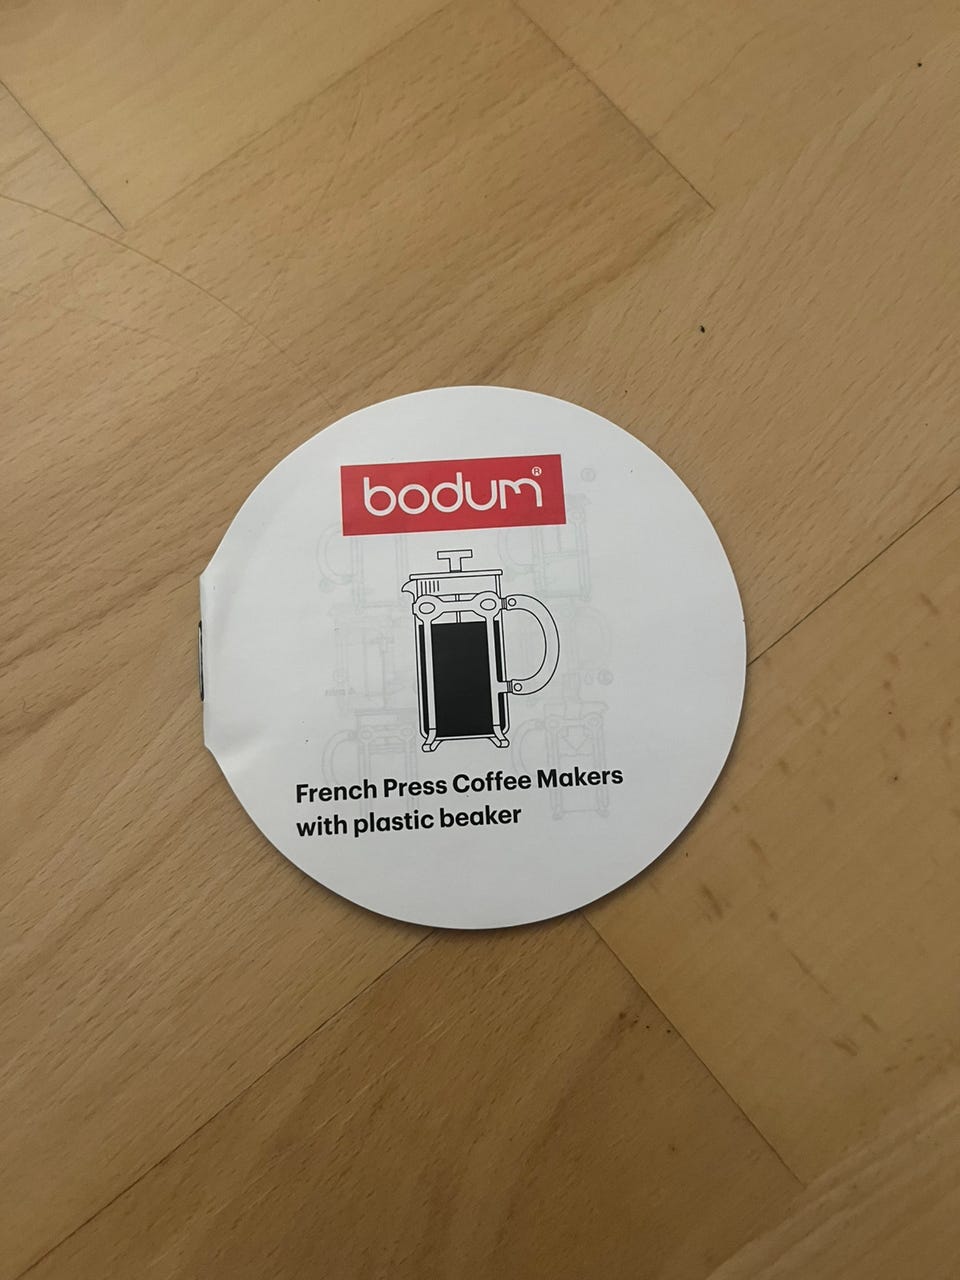 bodum®
French Press Coffee Makers
with plastic beaker